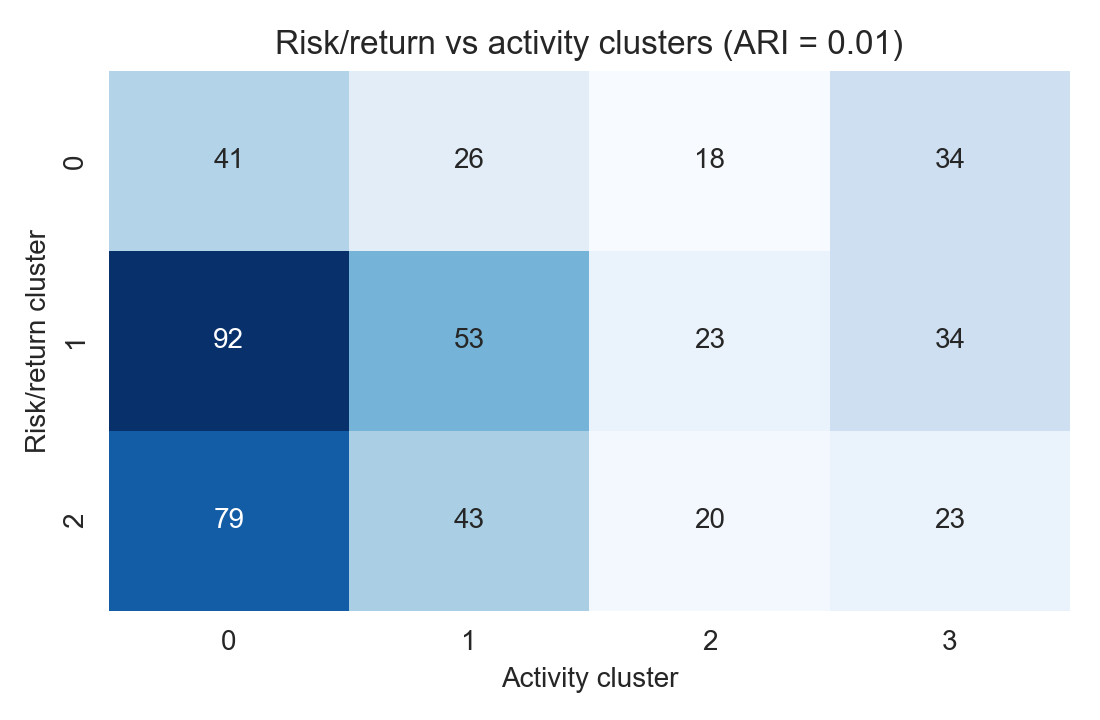 Risk/return vs activity clusters (ARI = 0.01)
Risk/return cluster
0
41 26 18 34
1
92 53 23 34
2
79 43 20 23
0 1 2 3
Activity cluster